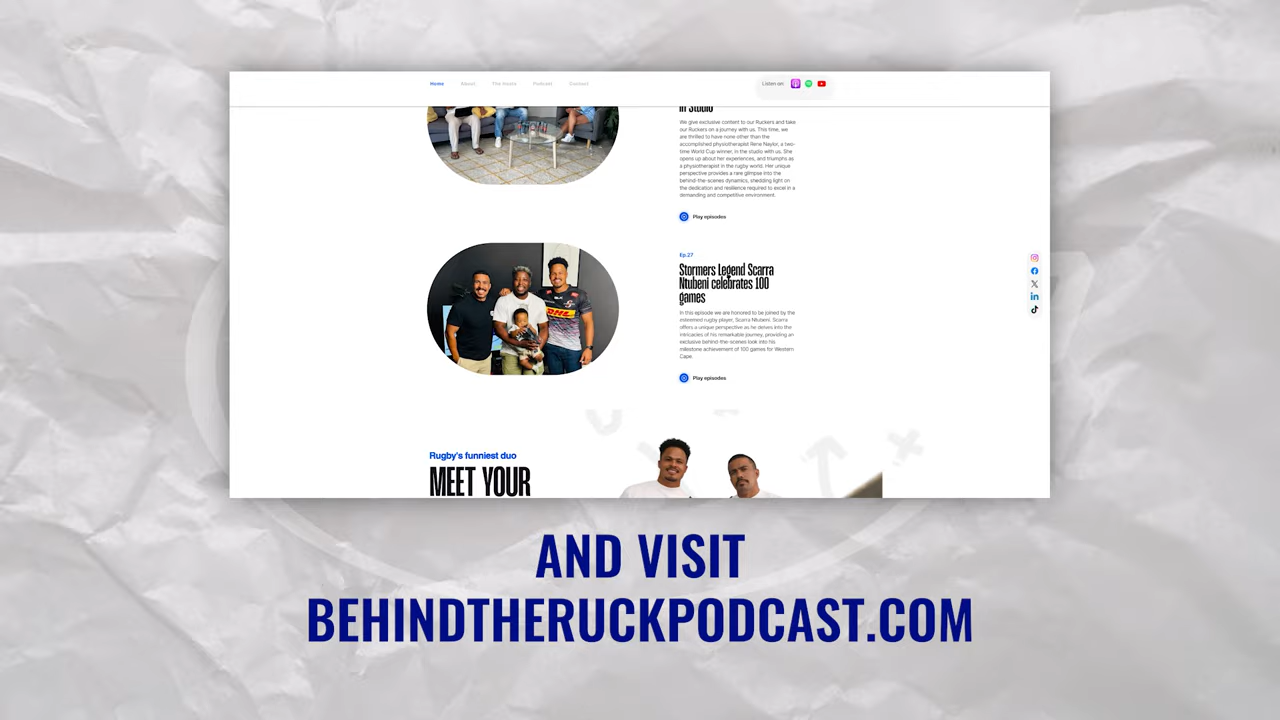 Home About The Hosts Podcast Contact Listen on:
in Studio
We give exclusive content to our Ruckers and take
our Ruckers on a journey with us. This time, we
are thrilled to have none other than the
accomplished physiotherapist Rene Naylor, a two-
time World Cup winner, in the studio with us. She
opens up about her experiences, and triumphs as
a physiotherapist in the rugby world. Her unique
perspective provides a rare glimpse into the
behind-the-scenes dynamics, shedding light on
the dedication and resilience required to excel in a
demanding and competitive environment.
Play episodes
Ep.27
Stormers Legend Scarra
Ntubeni celebrates 100
games
In this episode we are honored to be joined by the
esteemed rugby player, Scarra Ntubeni. Scarra
offers a unique perspective as he delves into the
intricacies of his remarkable journey, providing an
exclusive behind-the-scenes look into his
milestone achievement of 100 games for Western
Cape.
Play episodes
DHL
Rugby's funniest duo
MEET YOUR
AND VISIT
BEHINDTHERUCKPODCAST.COM